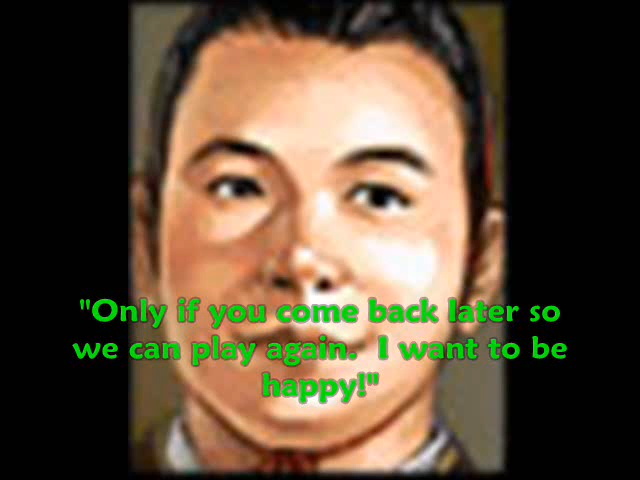 "Only if you come back later so
we can play again.  I want to be
happy!"